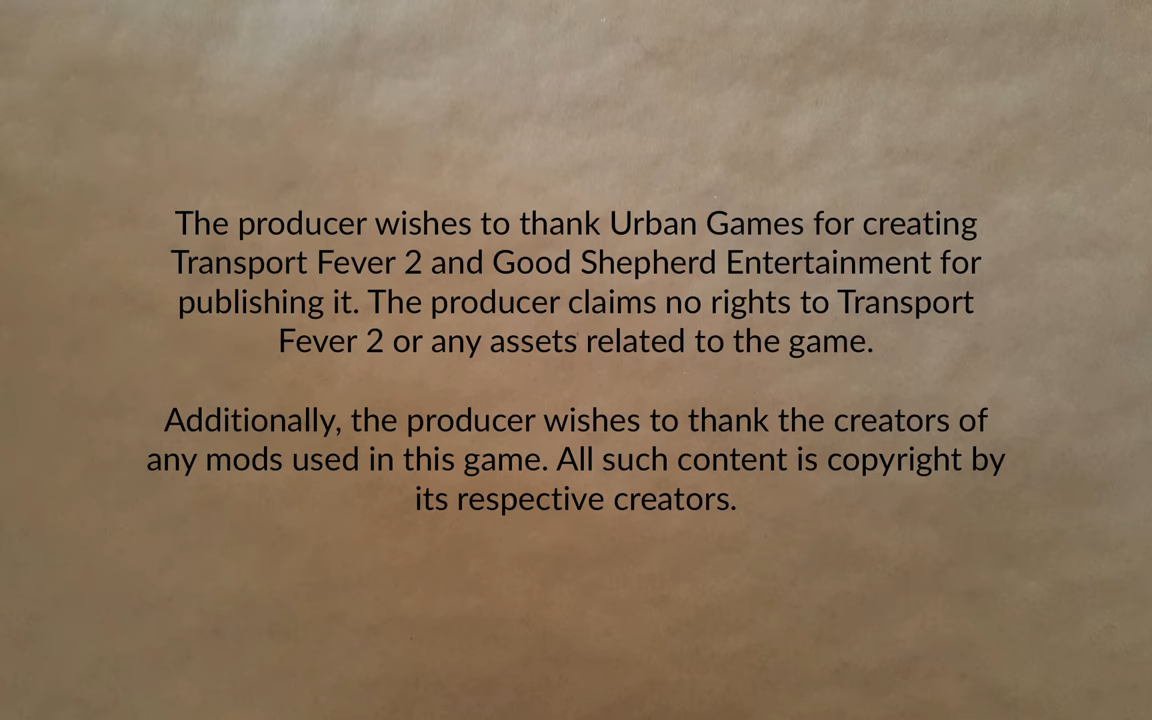 The producer wishes to thank Urban Games for creating
Transport Fever 2 and Good Shepherd Entertainment for
publishing it. The producer claims no rights to Transport
Fever 2 or any assets related to the game.
Additionally, the producer wishes to thank the creators of
any mods used in this game. All such content is copyright by
its respective creators.